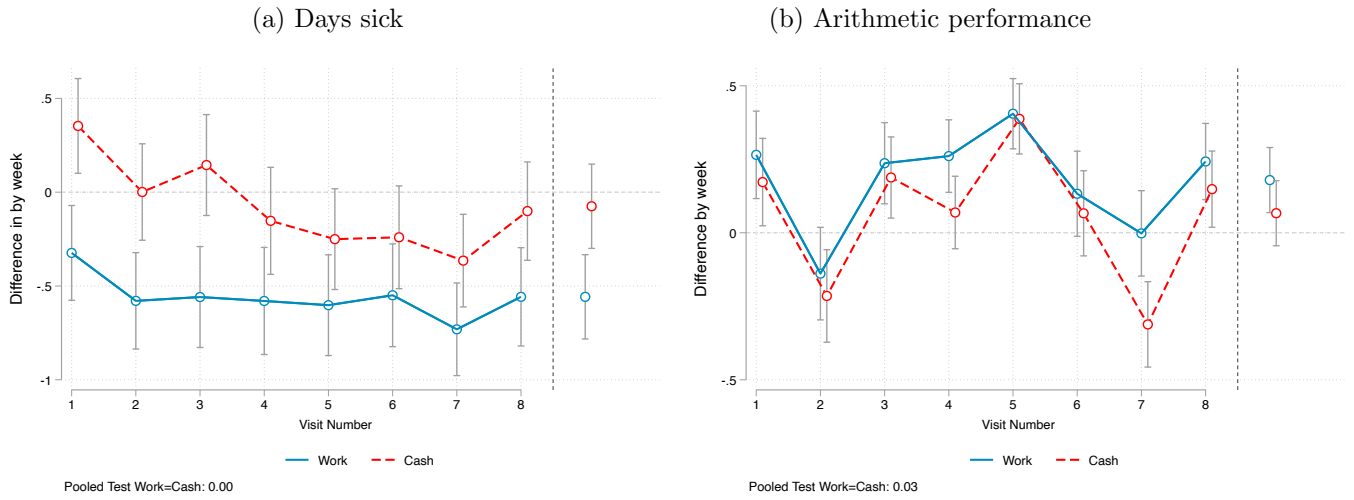 (a) Days sick
Difference in by week
.5
0
-.5
-1
1 2 3 4 5 6 7 8
Visit Number
Work Cash
Pooled Test Work=Cash: 0.00
(b) Arithmetic performance
Difference by week
.5
0
-.5
1 2 3 4 5 6 7 8
Visit Number
Work Cash
Pooled Test Work=Cash: 0.03